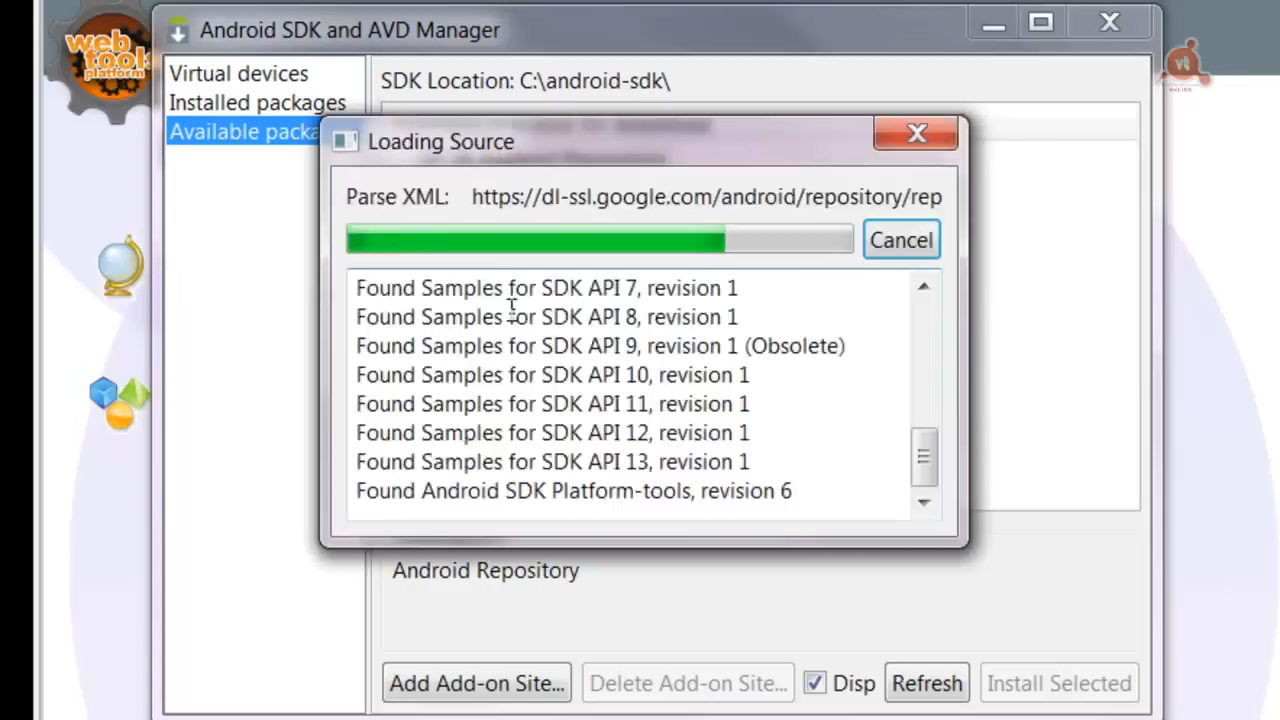 web
tool
platform
Android SDK and AVD Manager
Virtual devices
Installed packages
Available packa
SDK Location: C:\android-sdk\
Loading Source
Parse XML: https://dl-ssl.google.com/android/repository/rep
Cancel
Found Samples for SDK API 7, revision 1
Found Samples for SDK API 8, revision 1
Found Samples for SDK API 9, revision 1 (Obsolete)
Found Samples for SDK API 10, revision 1
Found Samples for SDK API 11, revision 1
Found Samples for SDK API 12, revision 1
Found Samples for SDK API 13, revision 1
Found Android SDK Platform-tools, revision 6
Android Repository
Add Add-on Site... Delete Add-on Site... Disp Refresh Install Selected